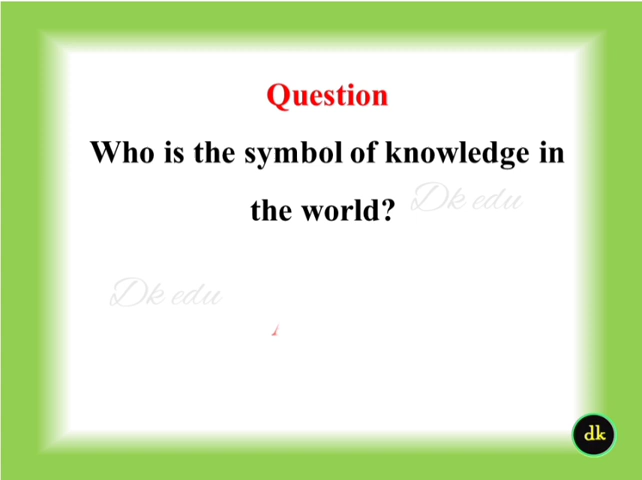 Question
Who is the symbol of knowledge in
the world?
Dk edu
Dk edu
dk